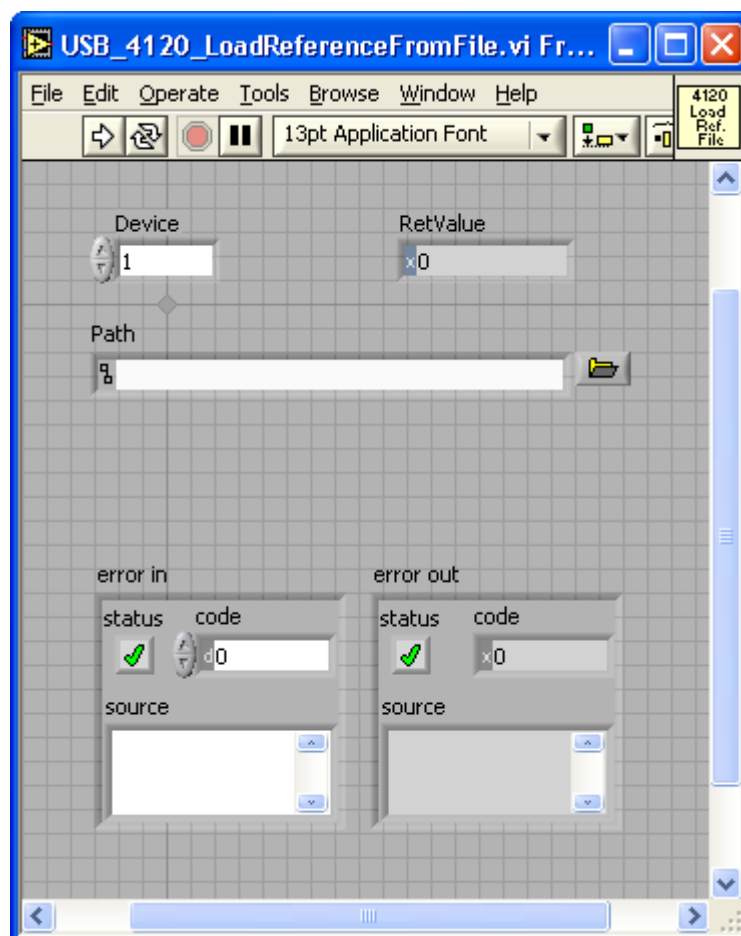 USB_4120_LoadReferenceFromFile.vi Fr...
File Edit Operate Tools Browse Window Help
4120
Load
Ref.
File
13pt Application Font
Device RetValue
1 x0
Path
error in error out
status code status code
d0 x0
source source